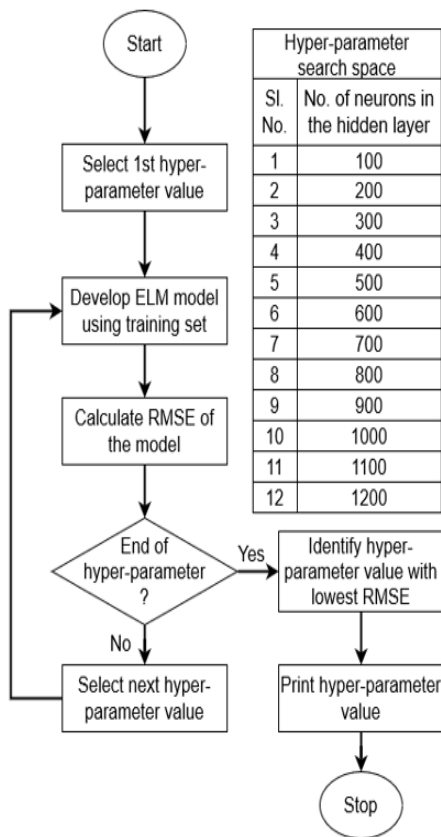 Start
Select 1st hyper-
parameter value
Develop ELM model
using training set
Calculate RMSE of
the model
End of
hyper-parameter
?
Yes
No
Select next hyper-
parameter value
Identify hyper-
parameter value with
lowest RMSE
Print hyper-parameter
value
Stop
Hyper-parameter
search space
Sl. No. No. of neurons in
the hidden layer
1 100
2 200
3 300
4 400
5 500
6 600
7 700
8 800
9 900
10 1000
11 1100
12 1200